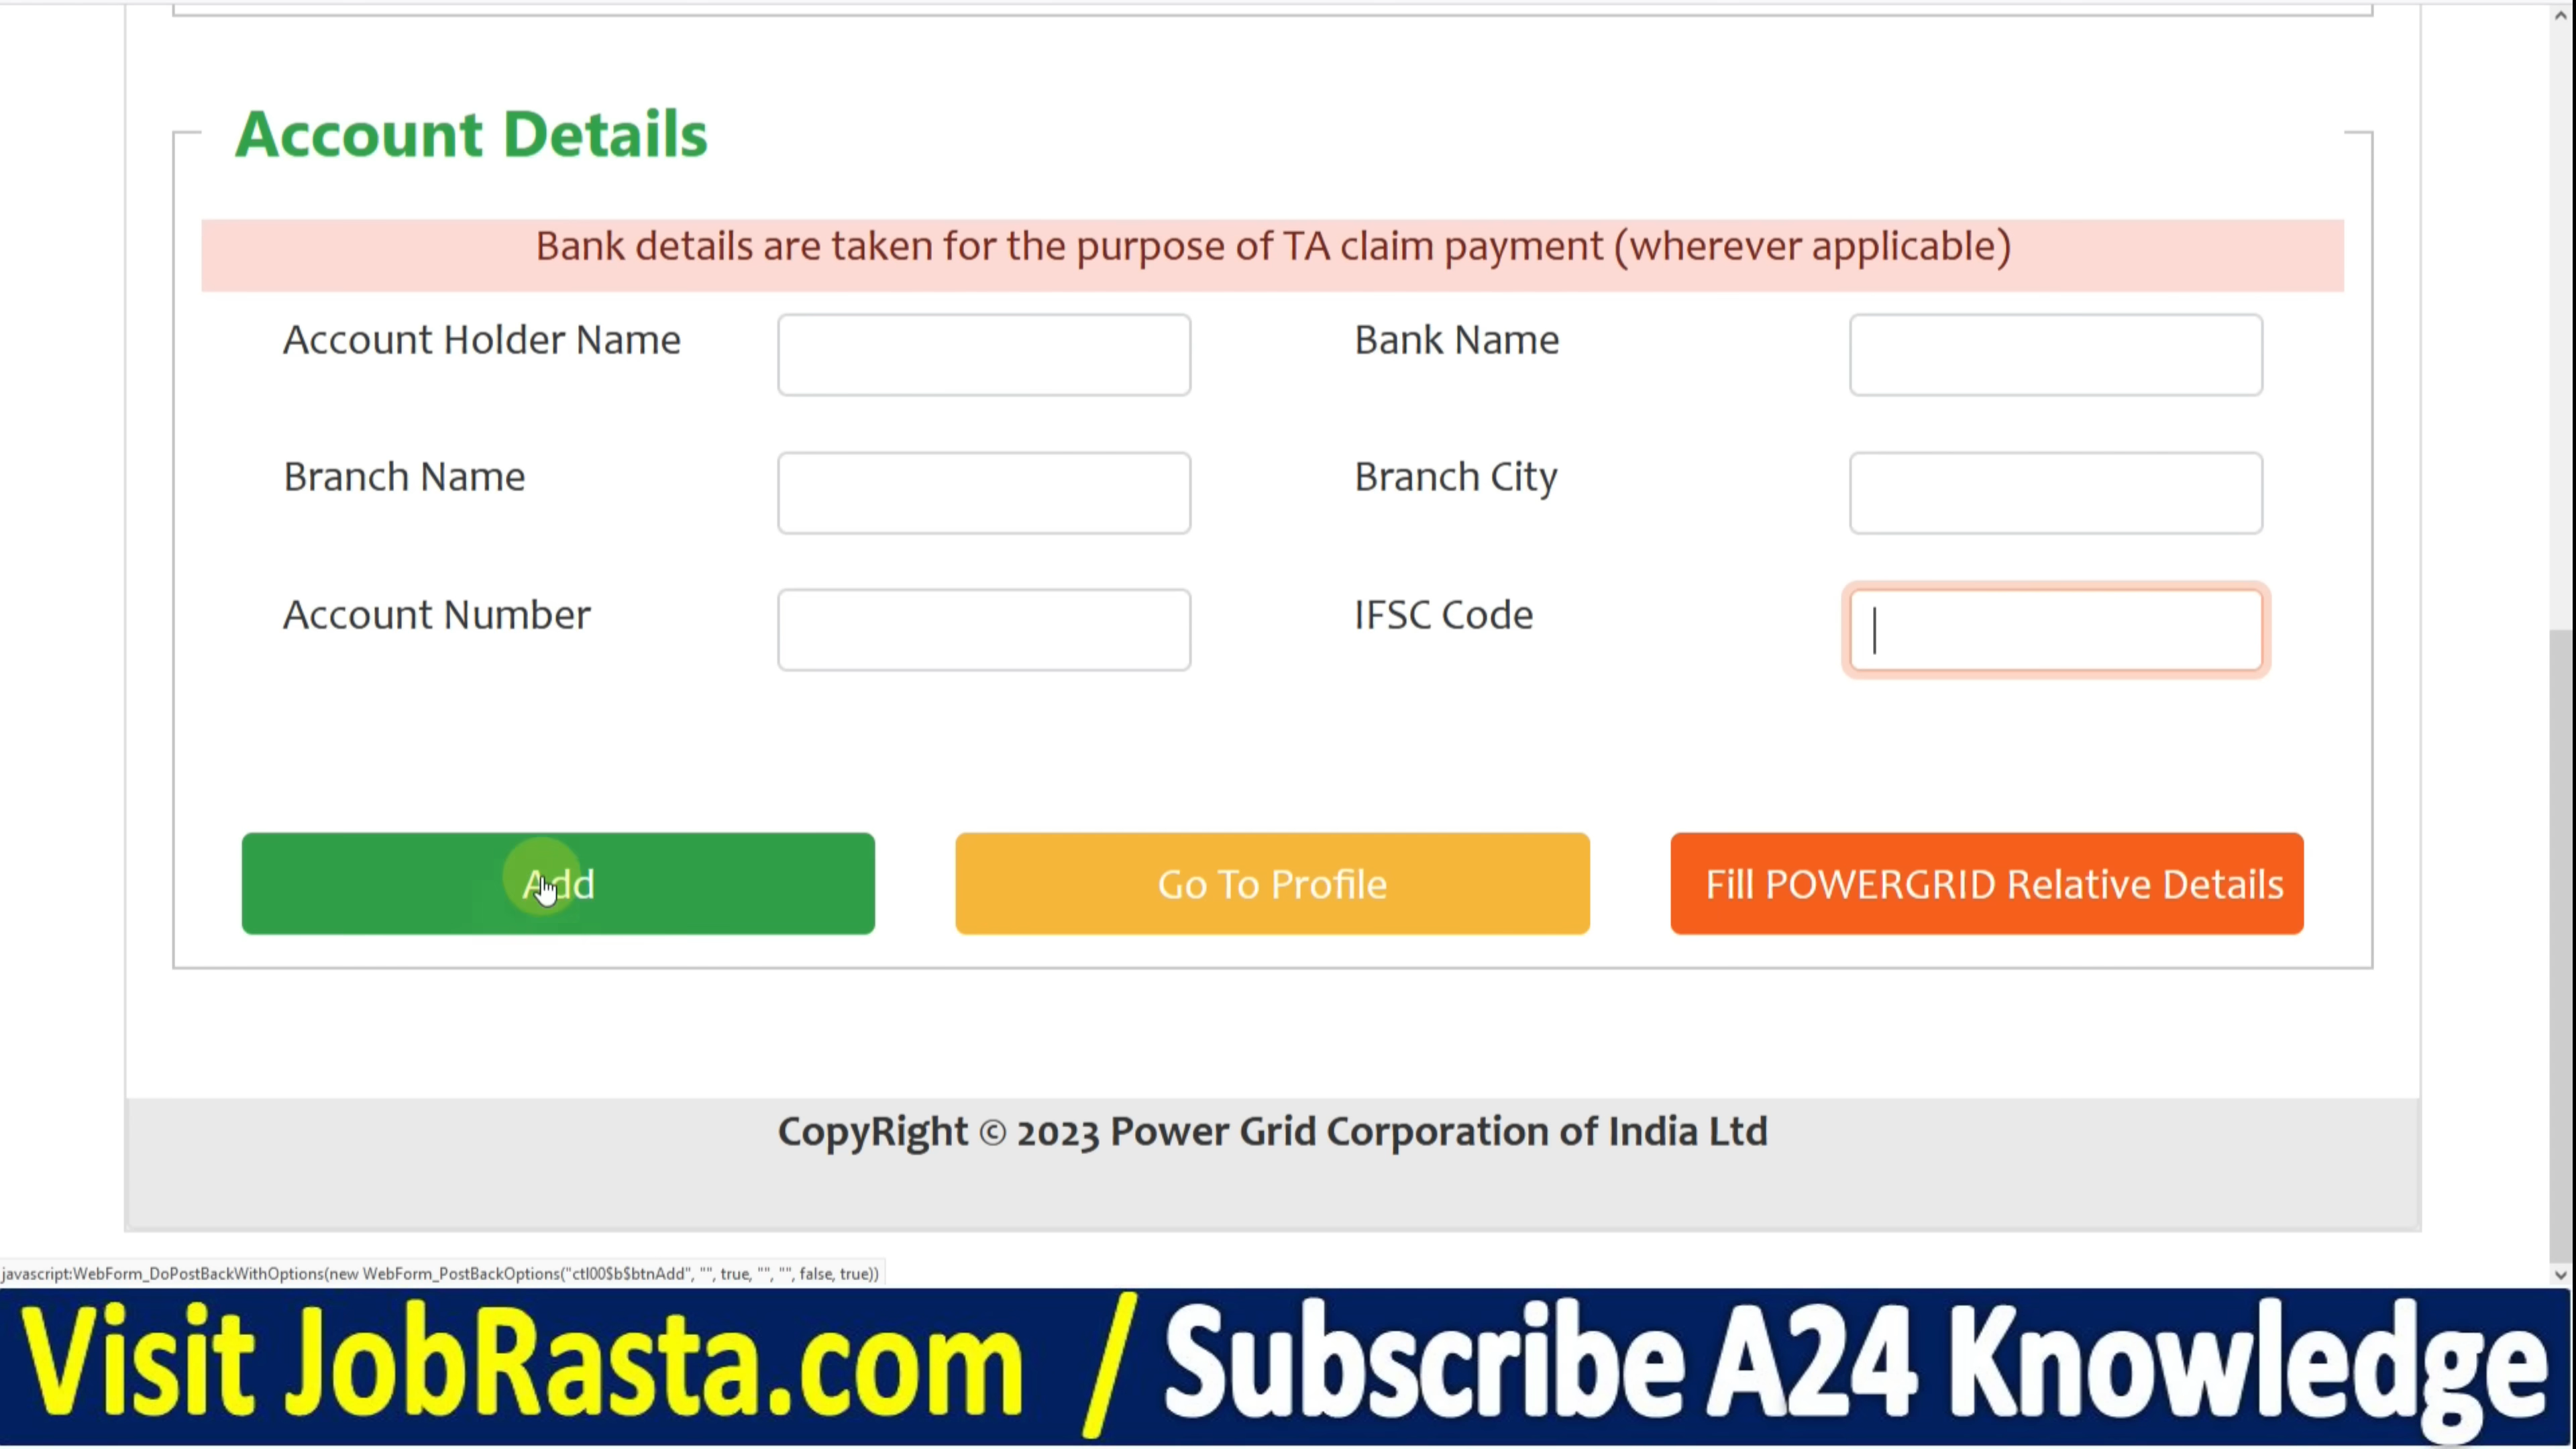 Account Details
Bank details are taken for the purpose of TA claim payment (wherever applicable)
Account Holder Name
Bank Name
Branch Name
Branch City
Account Number
IFSC Code
Add
Go To Profile
Fill POWERGRID Relative Details
CopyRight © 2023 Power Grid Corporation of India Ltd
javascript:WebForm_DoPostBackWithOptions(new WebForm_PostBackOptions("ctl00$b$btnAdd", "", true, "", "", false, true))
Visit JobRasta.com / Subscribe A24 Knowledge